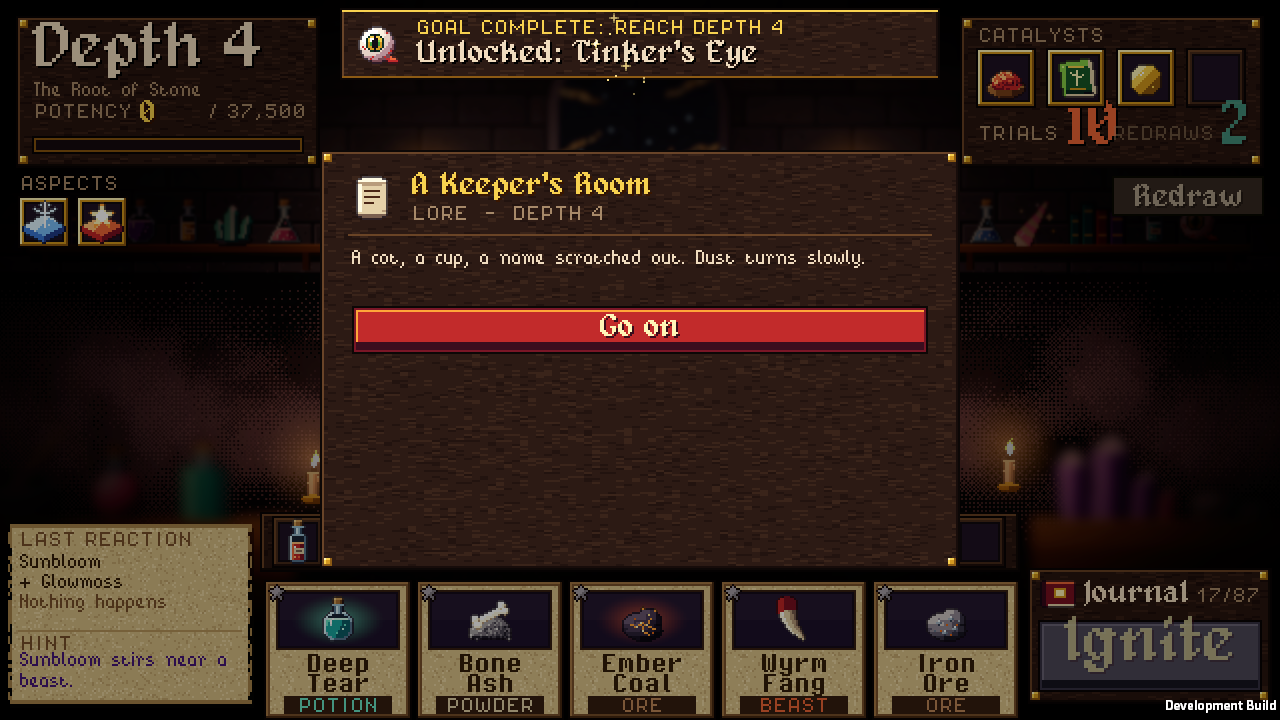 Depth 4
The Root of Stone
POTENCY 0 / 37,500
ASPECTS
GOAL COMPLETE: REACH DEPTH 4
Unlocked: Tinker's Eye
CATALYSTS
TRIALS 10 REDRAWS 2
Redraw
A Keeper's Room
LORE - DEPTH 4
A cot, a cup, a name scratched out. Dust turns slowly.
Go on
LAST REACTION
Sunbloom
+ Glowmoss
Nothing happens
HINT
Sunbloom stirs near a
beast.
Deep
Tear
POTION
Bone
Ash
POWDER
Ember
Coal
ORE
Wyrm
Fang
BEAST
Iron
Ore
ORE
Journal 17/87
Ignite
Development Build